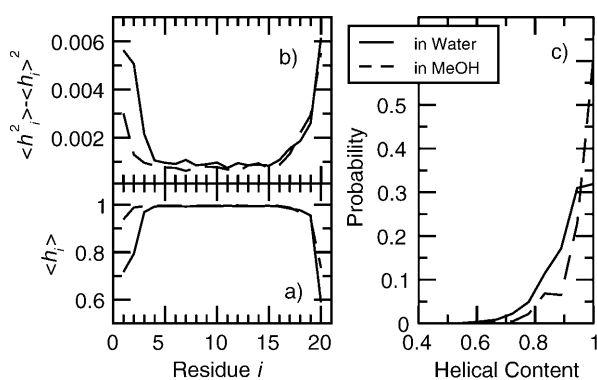 0.006
0.004
0.002
<h²ᵢ>-<hᵢ>²
b)
1
0.8
0.6
<hᵢ>
a)
0 5 10 15 20
Residue i
in Water
in MeOH
c)
0.5
0.4
0.3
0.2
0.1
0
Probability
0.4 0.6 0.8 1
Helical Content